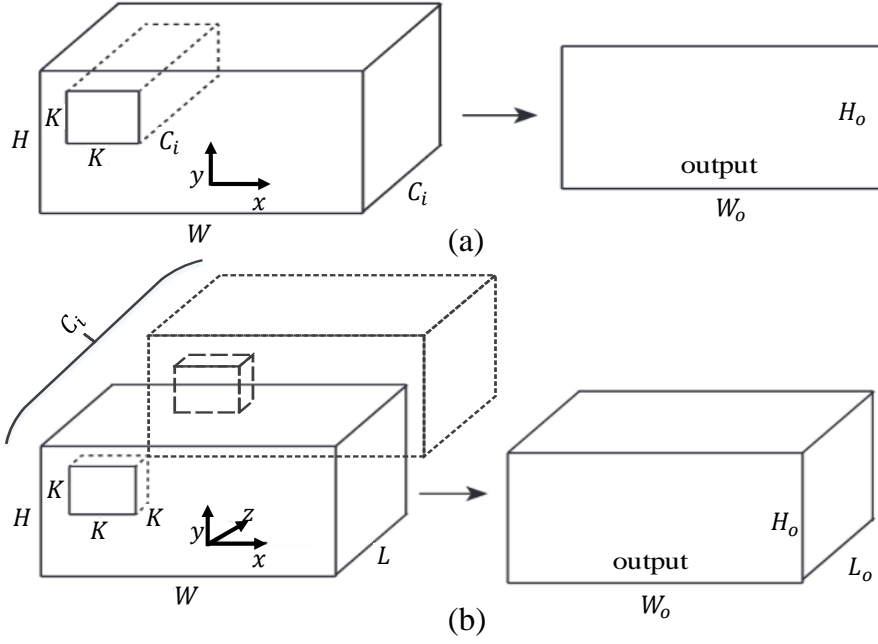 K
H
K
C_i
y
x
C_i
W
H_o
output
W_o
(a)
C_i
K
H
K
K
y
z
x
L
W
H_o
output
L_o
W_o
(b)